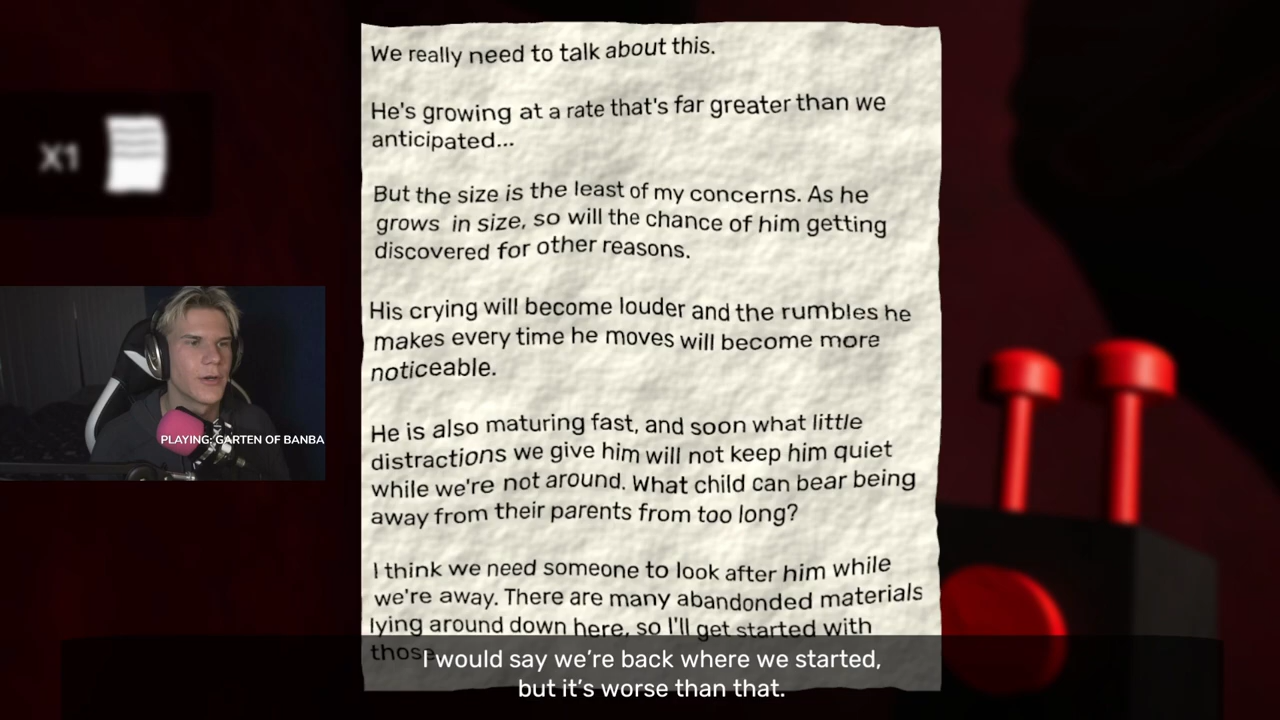 We really need to talk about this.
He's growing at a rate that's far greater than we
anticipated...
But the size is the least of my concerns. As he
grows in size, so will the chance of him getting
discovered for other reasons.
His crying will become louder and the rumbles he
makes every time he moves will become more
noticeable.
He is also maturing fast, and soon what little
distractions we give him will not keep him quiet
while we're not around. What child can bear being
away from their parents from too long?
I think we need someone to look after him while
we're away. There are many abandonded materials
lying around down here, so I'll get started with
those
X1
PLAYING: GARTEN OF BANBA
I would say we're back where we started,
but it's worse than that.